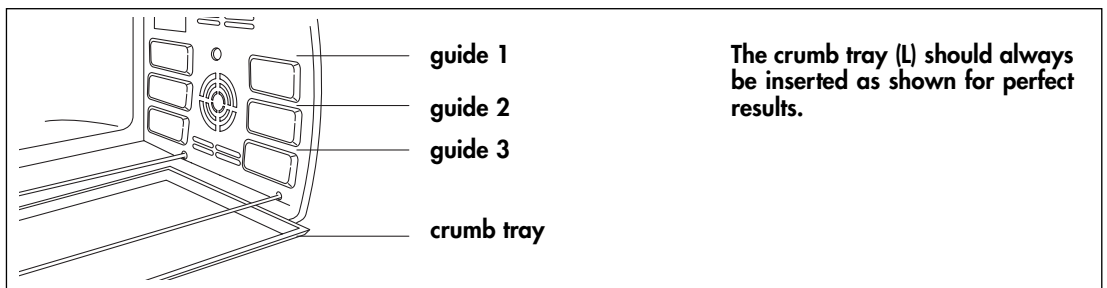 guide 1
guide 2
guide 3
crumb tray
The crumb tray (L) should always
be inserted as shown for perfect
results.